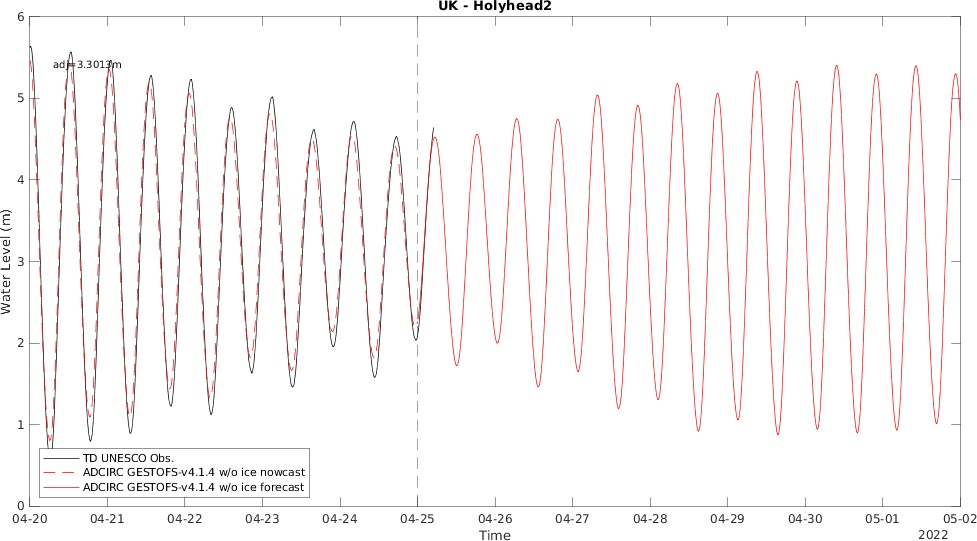 UK - Holyhead2
6
adj=3.3013m
5
4
3
2
1
0
Water Level (m)
TD UNESCO Obs.
ADCIRC GESTOFS-v4.1.4 w/o ice nowcast
ADCIRC GESTOFS-v4.1.4 w/o ice forecast
04-20 04-21 04-22 04-23 04-24 04-25 04-26 04-27 04-28 04-29 04-30 05-01 05-02
Time
2022